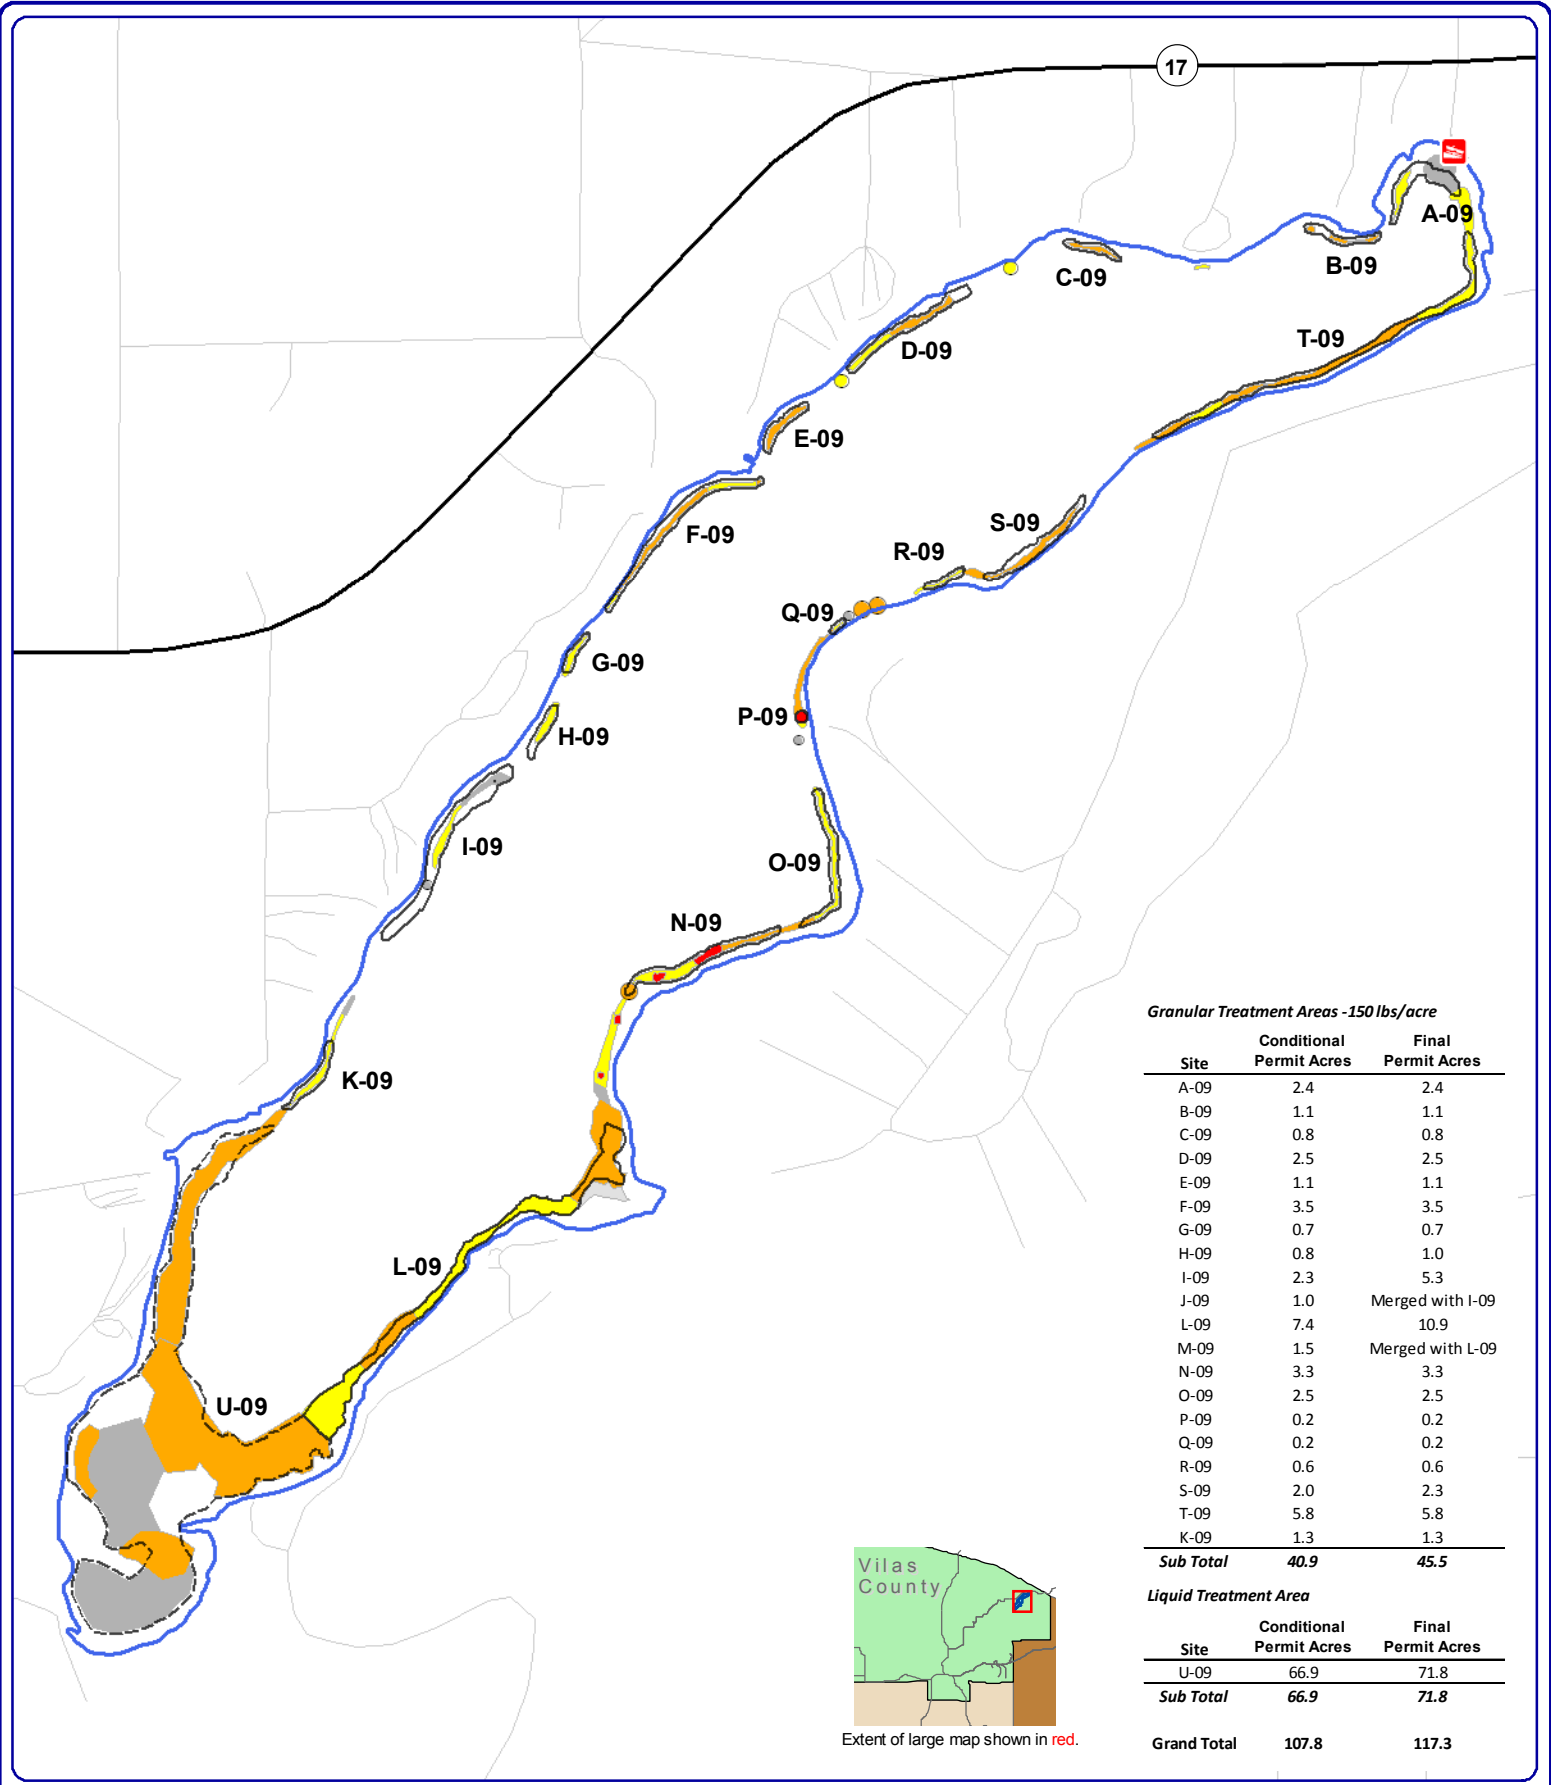 17
A-09
B-09
C-09
T-09
D-09
E-09
S-09
F-09
R-09
Q-09
G-09
P-09
H-09
I-09
O-09
N-09
K-09
L-09
U-09
Granular Treatment Areas -150 lbs/acre
Site Conditional Permit Acres Final Permit Acres
A-09 2.4 2.4
B-09 1.1 1.1
C-09 0.8 0.8
D-09 2.5 2.5
E-09 1.1 1.1
F-09 3.5 3.5
G-09 0.7 0.7
H-09 0.8 1.0
I-09 2.3 5.3
J-09 1.0 Merged with I-09
L-09 7.4 10.9
M-09 1.5 Merged with L-09
N-09 3.3 3.3
O-09 2.5 2.5
P-09 0.2 0.2
Q-09 0.2 0.2
R-09 0.6 0.6
S-09 2.0 2.3
T-09 5.8 5.8
K-09 1.3 1.3
Sub Total 40.9 45.5
Liquid Treatment Area
Site Conditional Permit Acres Final Permit Acres
U-09 66.9 71.8
Sub Total 66.9 71.8
Grand Total 107.8 117.3
Vilas
County
Extent of large map shown in red.